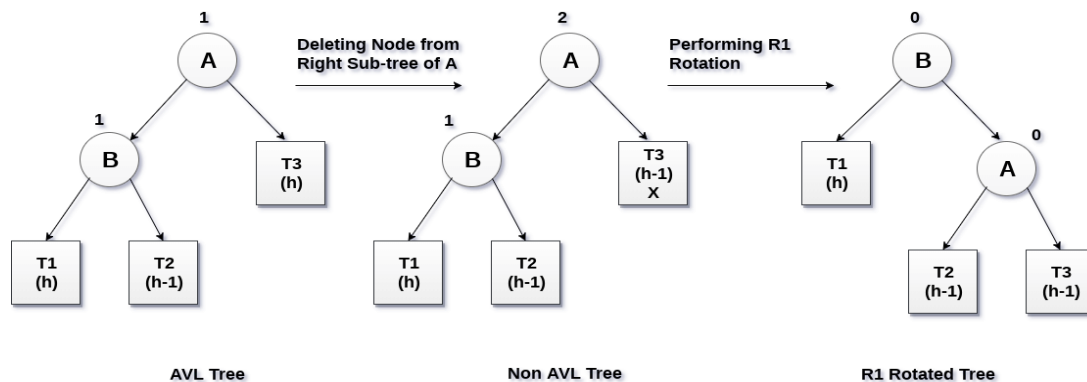 1
A
1
B
T3
(h)
T1
(h)
T2
(h-1)
AVL Tree
Deleting Node from
Right Sub-tree of A
2
A
1
B
T3
(h-1)
X
T1
(h)
T2
(h-1)
Non AVL Tree
Performing R1
Rotation
0
B
0
T1
(h)
A
T2
(h-1)
T3
(h-1)
R1 Rotated Tree